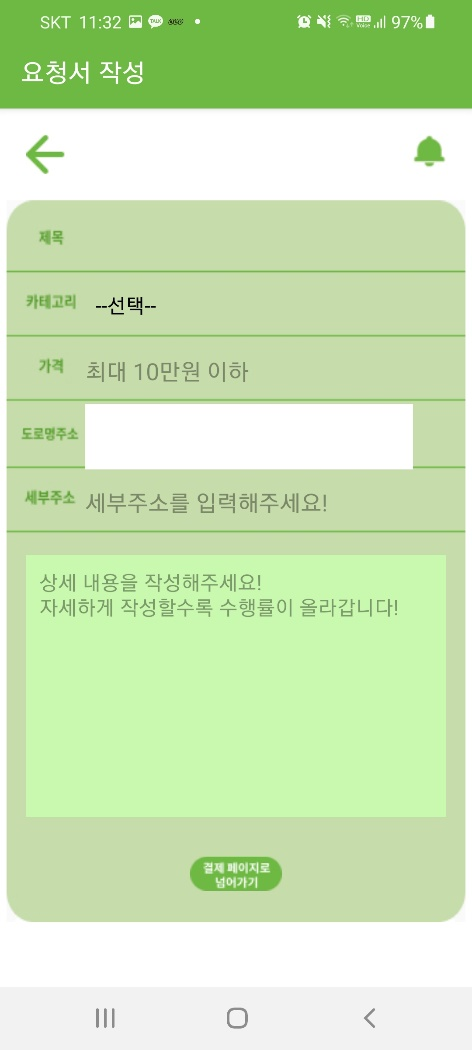 SKT 11:32 97%
요청서 작성
제목
카테고리 --선택--
가격 최대 10만원 이하
도로명주소
세부주소 세부주소를 입력해주세요!
상세 내용을 작성해주세요!
자세하게 작성할수록 수행률이 올라갑니다!
결제 페이지로
넘어가기